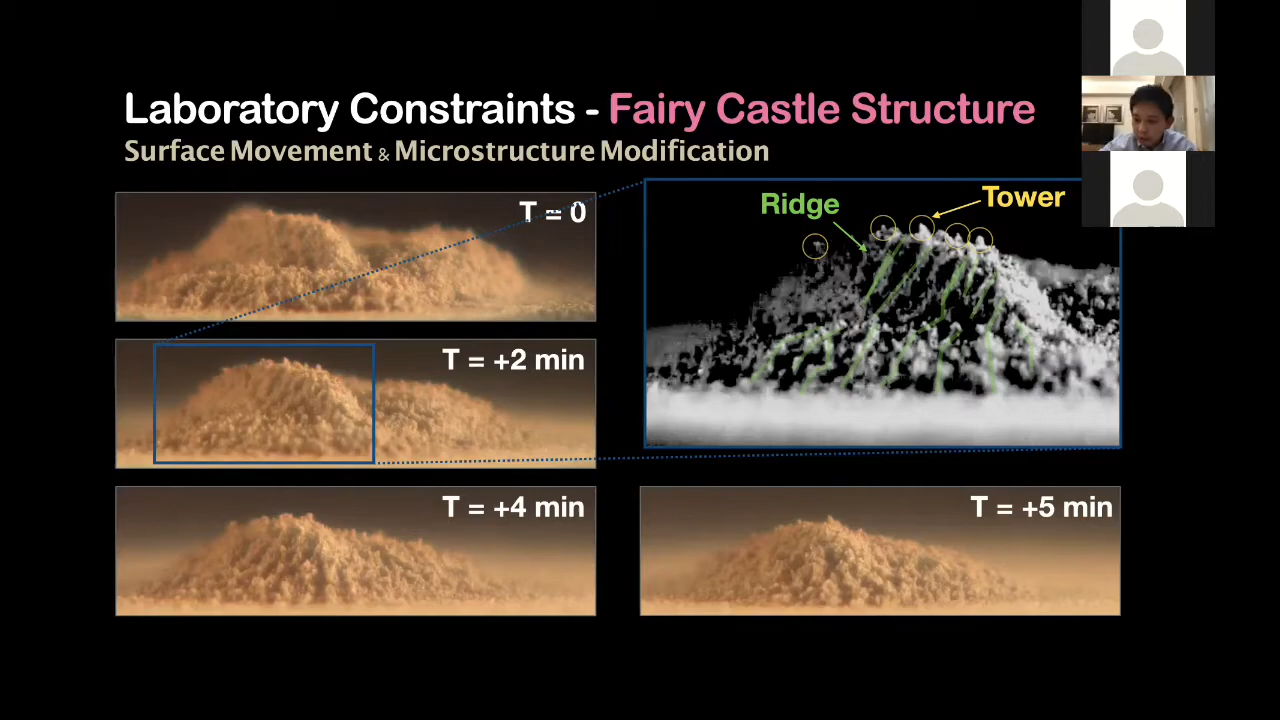 Laboratory Constraints - Fairy Castle Structure
Surface Movement & Microstructure Modification
T = 0
Ridge
Tower
T = +2 min
T = +4 min
T = +5 min